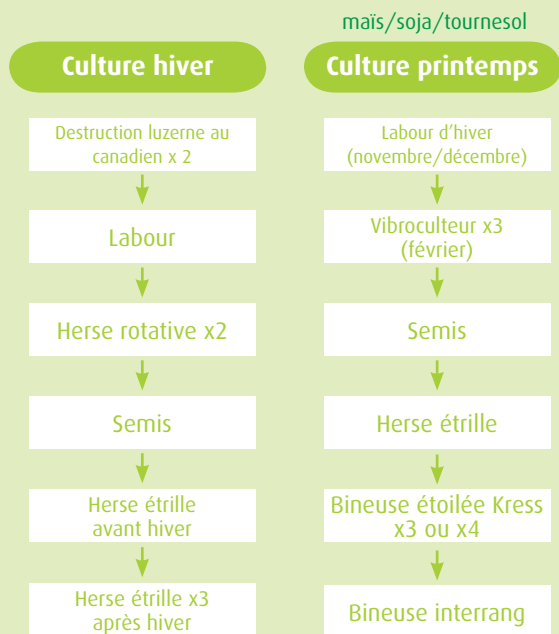 Culture hiver
Destruction luzerne au
canadien x 2
Labour
Herse rotative x2
Semis
Herse étrille
avant hiver
Herse étrille x3
après hiver
maïs/soja/tournesol
Culture printemps
Labour d’hiver
(novembre/décembre)
Vibroculteur x3
(février)
Semis
Herse étrille
Bineuse étoilée Kress
x3 ou x4
Bineuse interrang